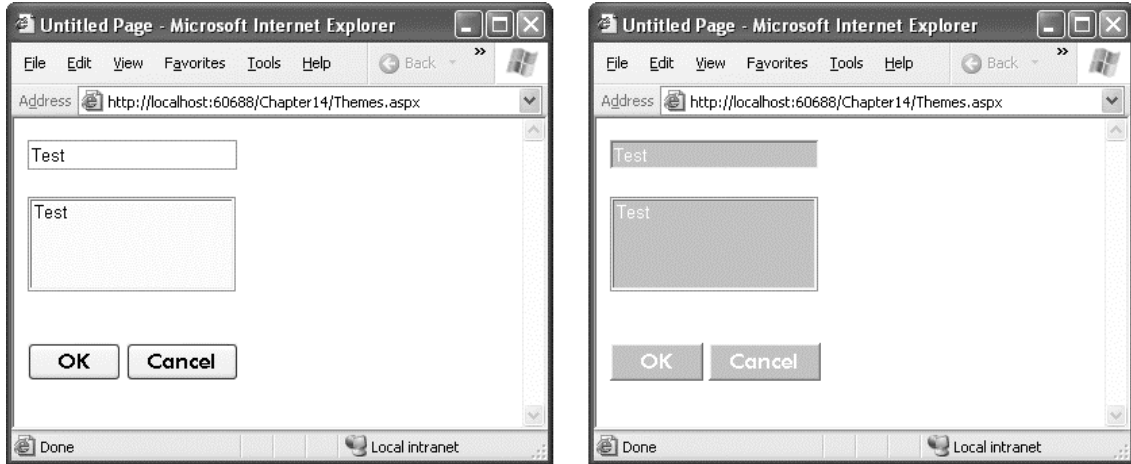 Untitled Page - Microsoft Internet Explorer
File Edit View Favorites Tools Help Back »
Address http://localhost:60688/Chapter14/Themes.aspx
Test
Test
OK Cancel
Done Local intranet
Untitled Page - Microsoft Internet Explorer
File Edit View Favorites Tools Help Back »
Address http://localhost:60688/Chapter14/Themes.aspx
Test
Test
OK Cancel
Done Local intranet